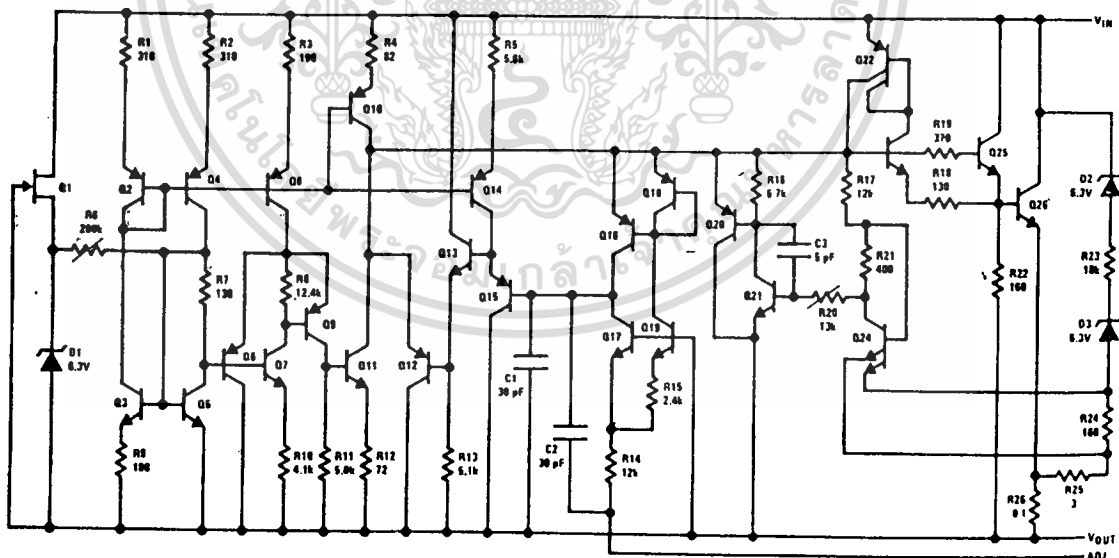 R1
310
R2
310
R3
190
R4
82
R5
5.6k
Q22
VIN
Q10
R19
370
Q25
R18
130
Q1
Q2
Q4
Q14
Q18
R16
6.7k
R17
12k
Q26
D2
6.3V
R6
200k
Q16
Q20
C3
5 pF
R21
400
R7
130
R8
12.4k
Q13
Q15
R22
160
R23
18k
Q9
Q21
R20
13k
D1
6.3V
Q6
Q7
Q11
Q12
Q17
Q19
Q24
D3
6.3V
C1
30 pF
R15
2.4k
Q3
Q5
R24
160
R9
190
R10
4.1k
R11
5.8k
R12
72
R13
5.1k
C2
30 pF
R14
12k
R25
3
R26
0.1
VOUT
ADJ